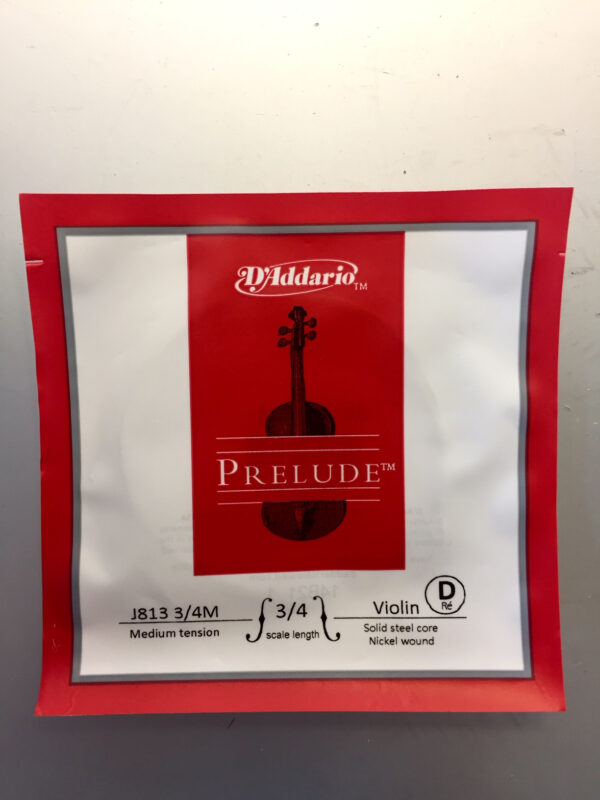 D'Addario™
PRELUDE™
J813 3/4M
Medium tension
3/4
scale length
Violin
D
Ré
Solid steel core
Nickel wound